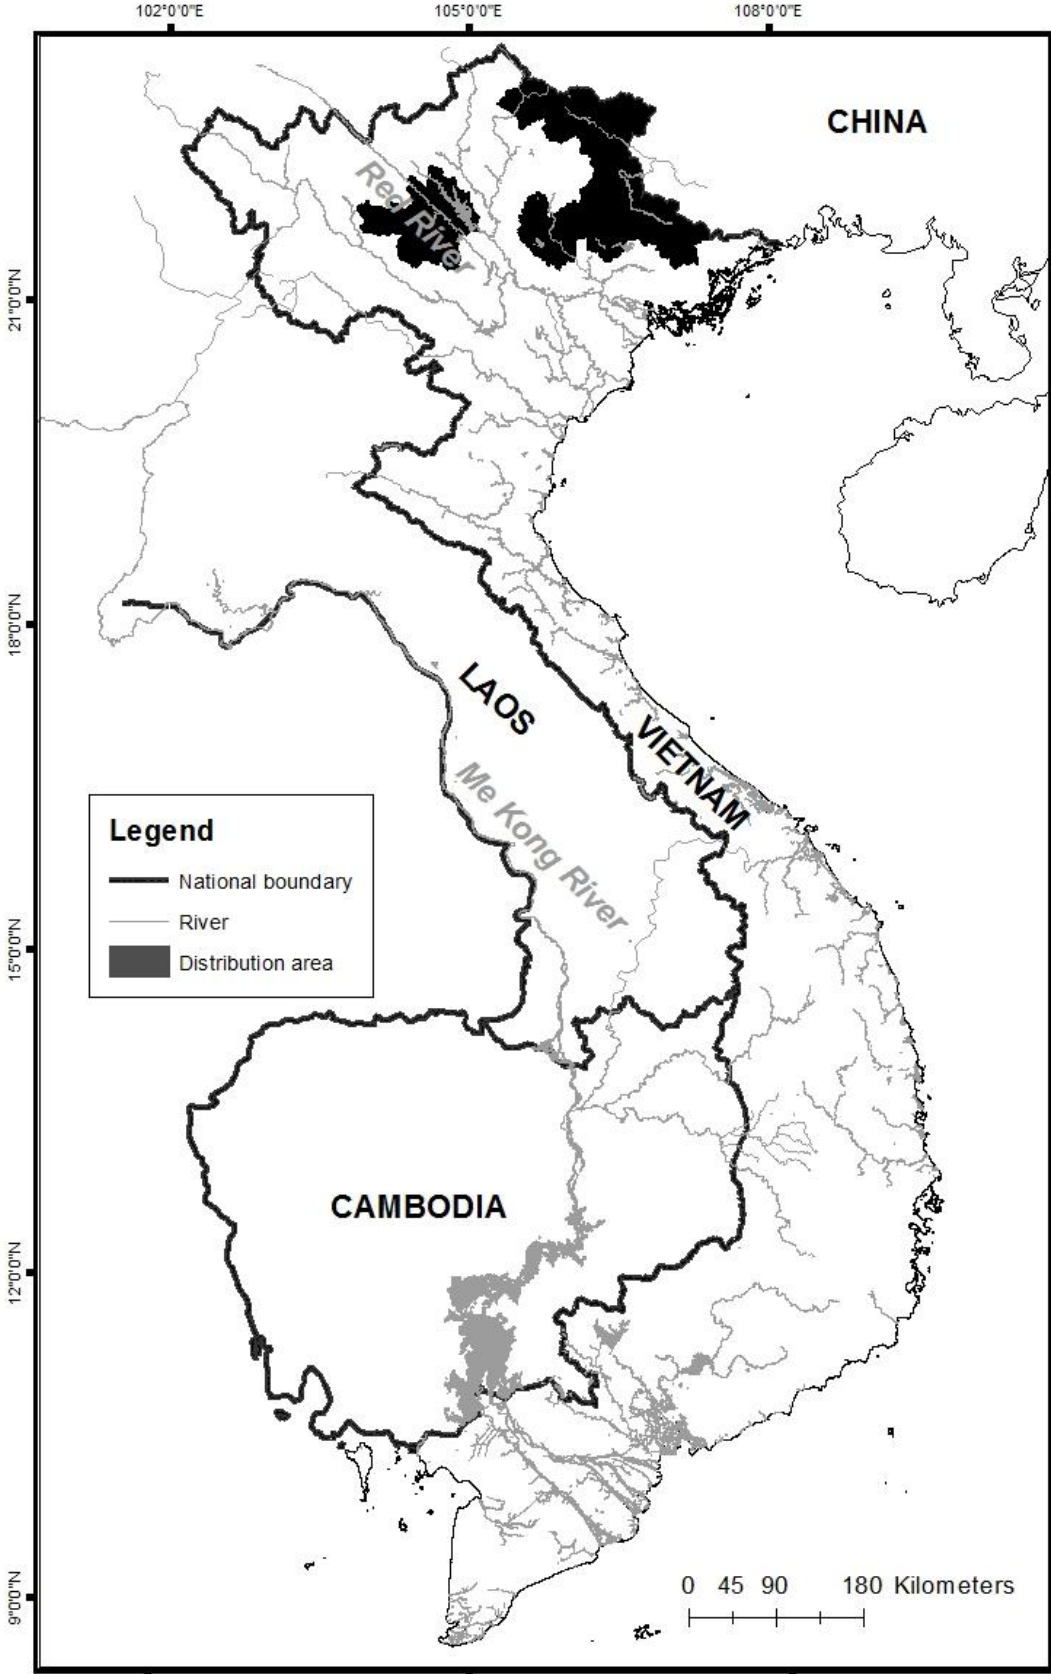 102°0'0"E 105°0'0"E 108°0'0"E
CHINA
Red River
21°0'0"N
18°0'0"N
LAOS
VIETNAM
Me Kong River
Legend
National boundary
River
Distribution area
15°0'0"N
CAMBODIA
12°0'0"N
9°0'0"N
0 45 90 180 Kilometers